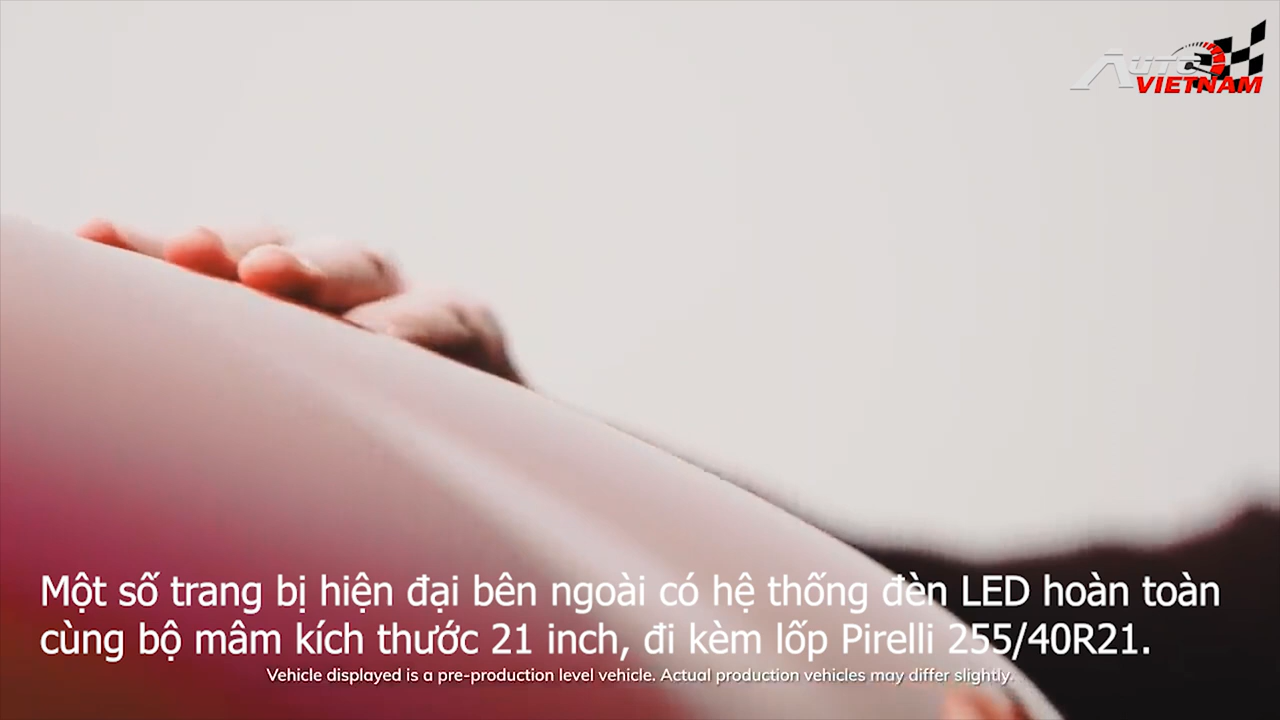 AUTO
VIETNAM
Một số trang bị hiện đại bên ngoài có hệ thống đèn LED hoàn toàn
cùng bộ mâm kích thước 21 inch, đi kèm lốp Pirelli 255/40R21.
Vehicle displayed is a pre-production level vehicle. Actual production vehicles may differ slightly.